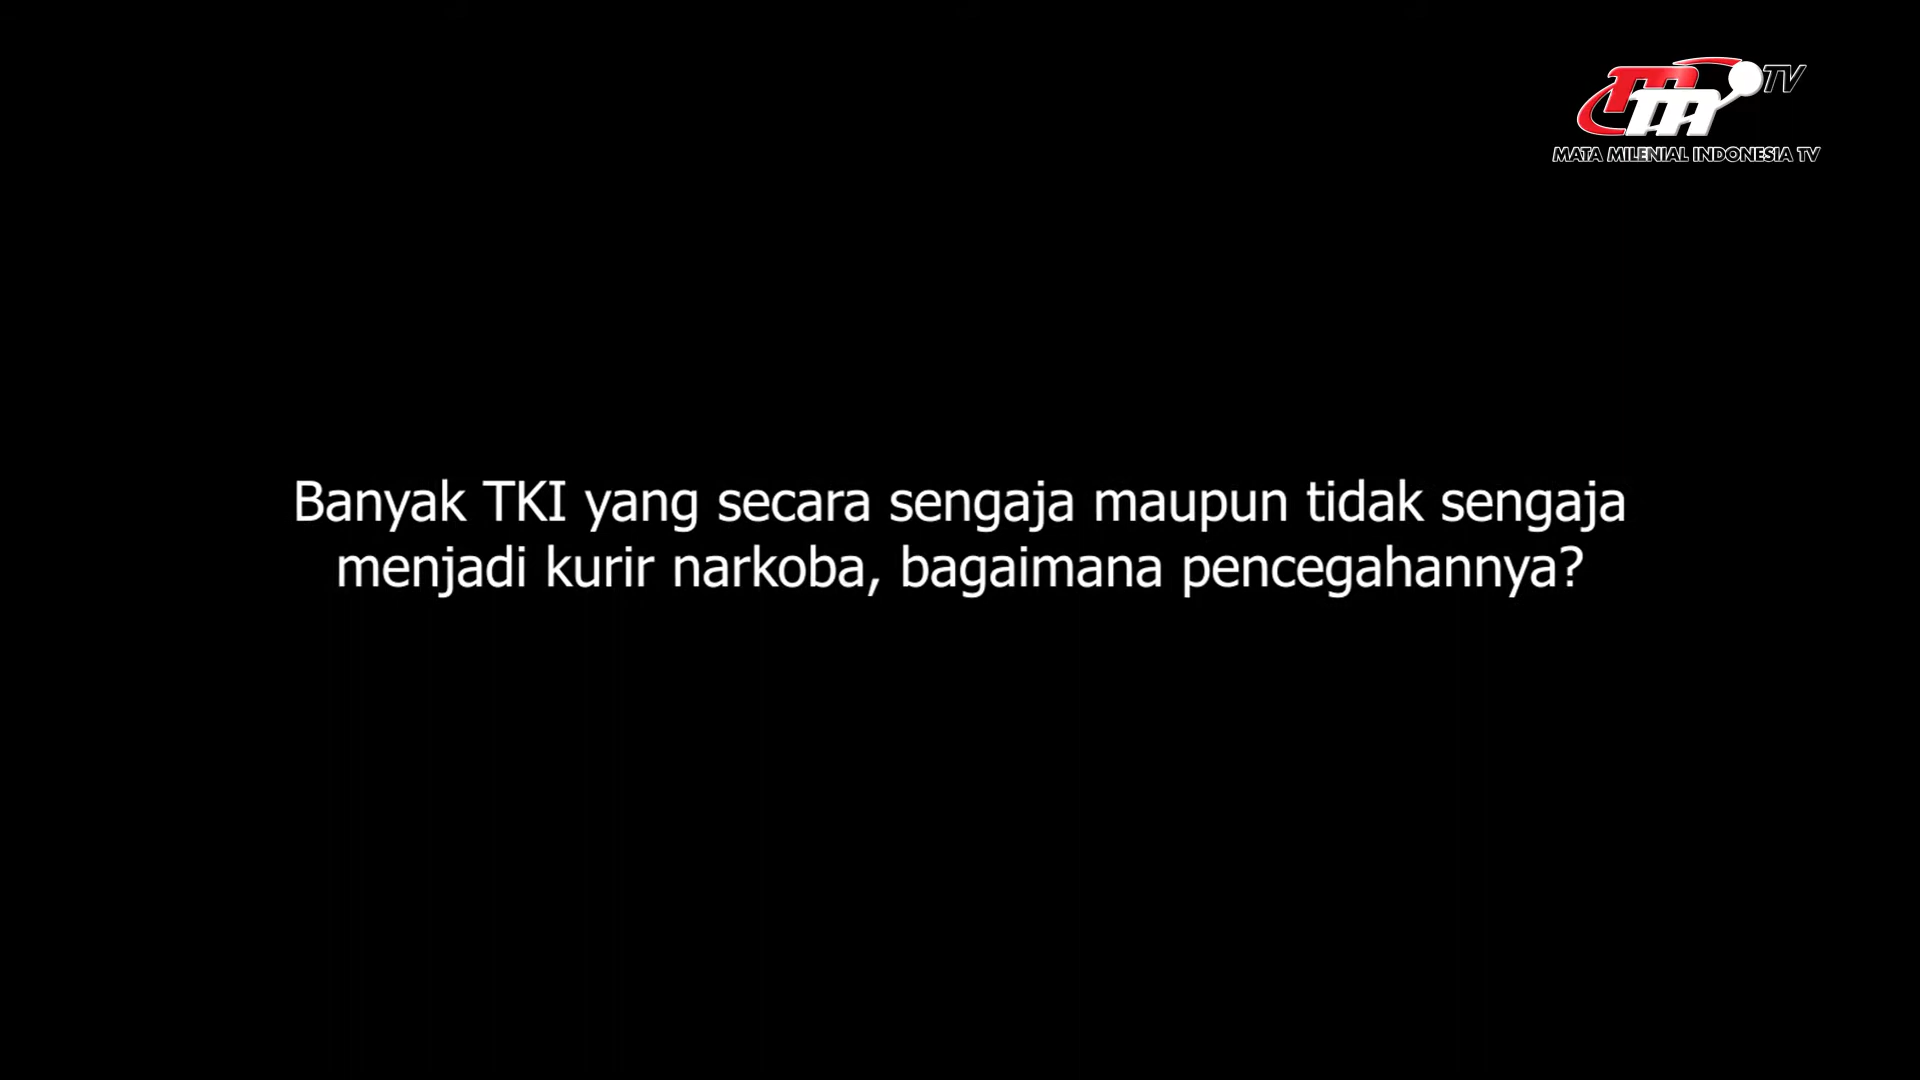 TV
MATA MILENIAL INDONESIA TV
Banyak TKI yang secara sengaja maupun tidak sengaja
menjadi kurir narkoba, bagaimana pencegahannya?